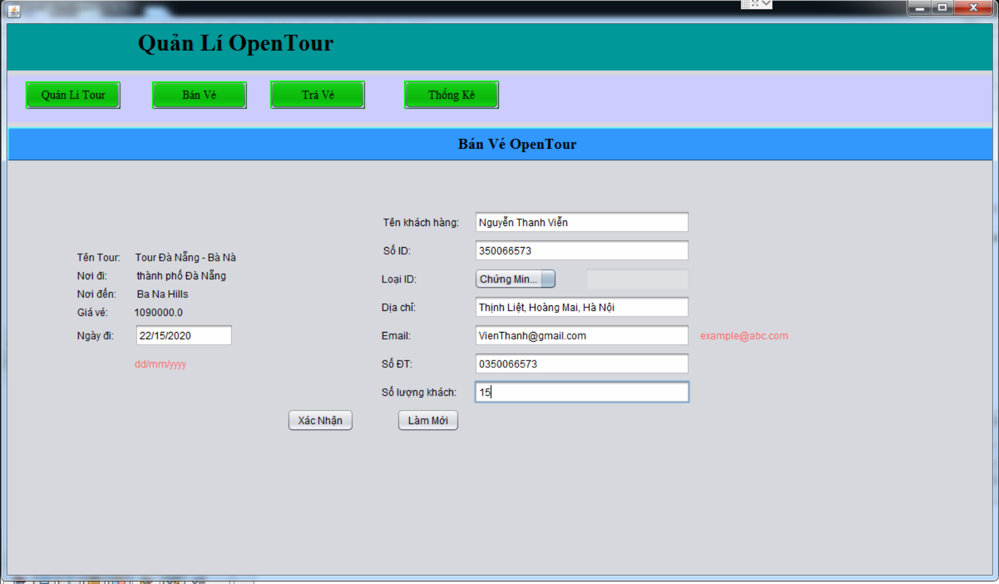 Quản Lí OpenTour
Quản Lí Tour Bán Vé Trả Vé Thống Kê
Bán Vé OpenTour
Tên Tour: Tour Đà Nẵng - Bà Nà
Nơi đi: thành phố Đà Nẵng
Nơi đến: Ba Na Hills
Giá vé: 1090000.0
Ngày đi: 22/15/2020
dd/mm/yyyy
Tên khách hàng: Nguyễn Thanh Viễn
Số ID: 350066573
Loại ID: Chứng Min...
Dịa chỉ: Thịnh Liệt, Hoàng Mai, Hà Nội
Email: VienThanh@gmail.com example@abc.com
Số ĐT: 0350066573
Số lượng khách: 15
Xác Nhận Làm Mới